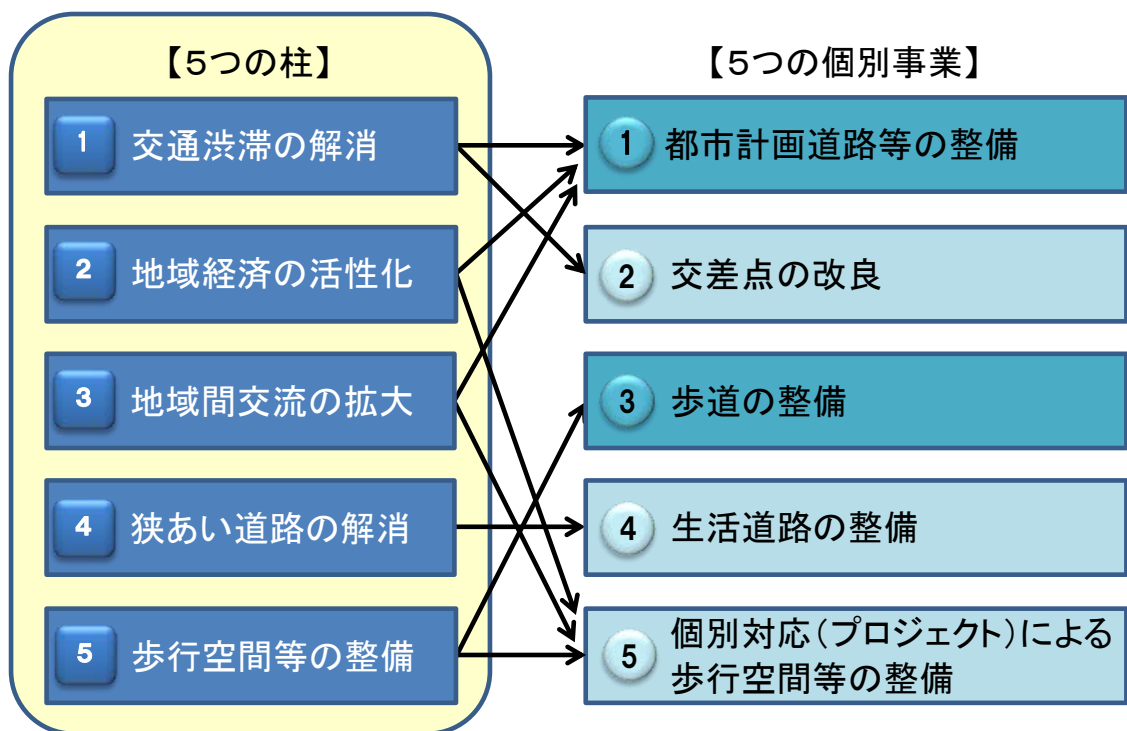 【5つの柱】
1 交通渋滞の解消
2 地域経済の活性化
3 地域間交流の拡大
4 狭あい道路の解消
5 歩行空間等の整備
【5つの個別事業】
1 都市計画道路等の整備
2 交差点の改良
3 歩道の整備
4 生活道路の整備
5 個別対応(プロジェクト)による
歩行空間等の整備